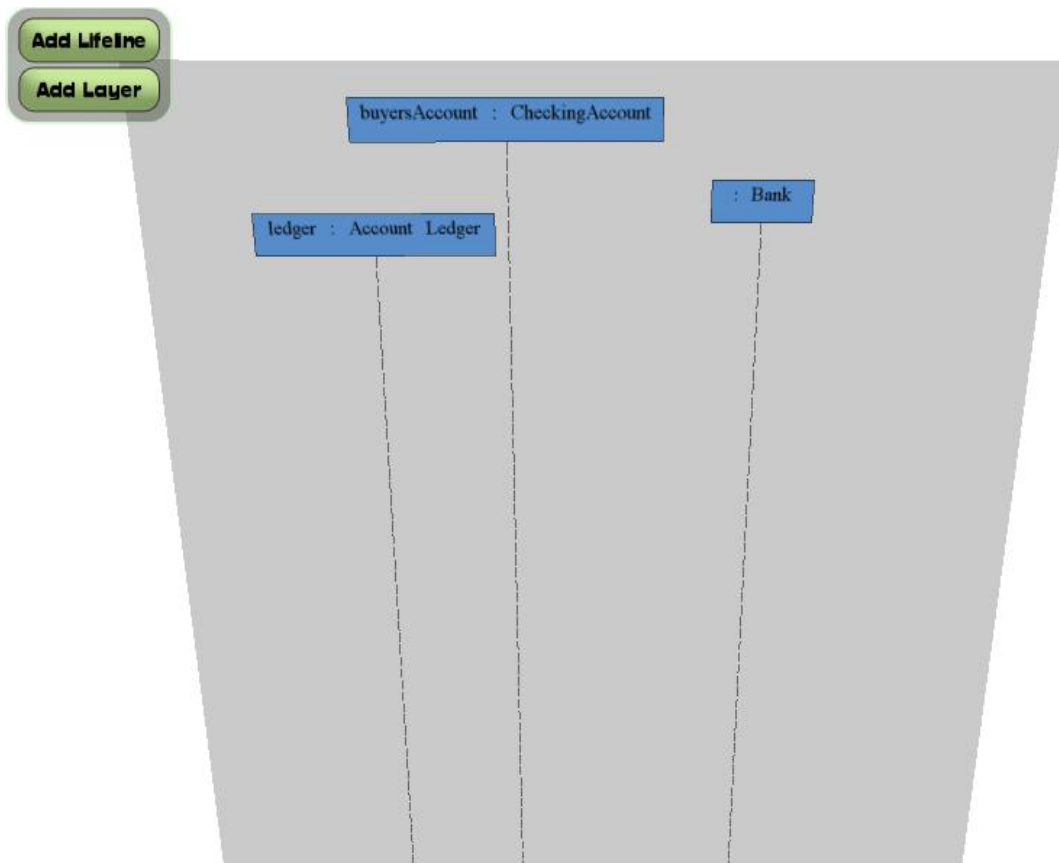 Add Lifeline
Add Layer
buyersAccount : CheckingAccount
: Bank
ledger : Account Ledger